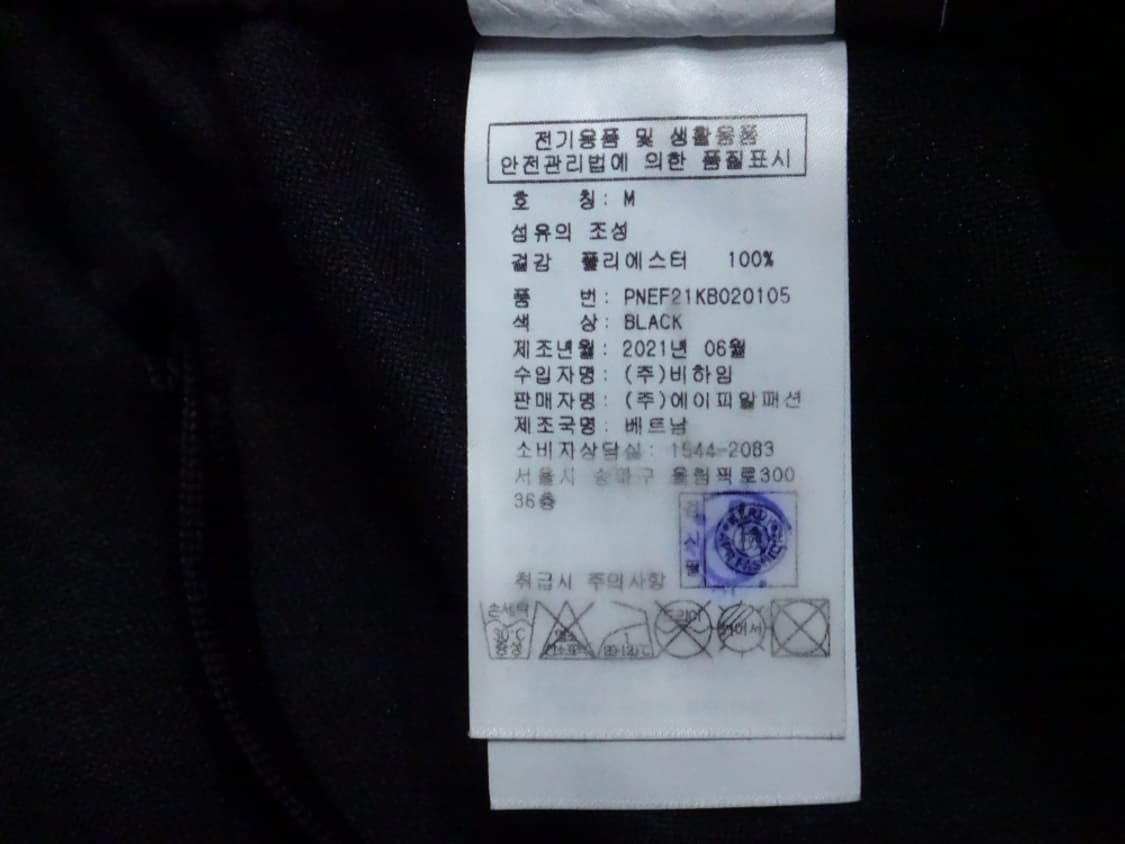 전기용품 및 생활용품
안전관리법에 의한 품질표시
호 칭: M
섬유의 조성
겉감 폴리에스터 100%
품 번: PNEF21KB020105
색 상: BLACK
제조년월: 2021년 06월
수입자명: (주)비하임
판매자명: (주)에이피알패션
제조국명: 베트남
소비자상담실: 1544-2083
서울시 송파구 올림픽로300
36층
취급시 주의사항
손세탁 드라이
30℃
중성